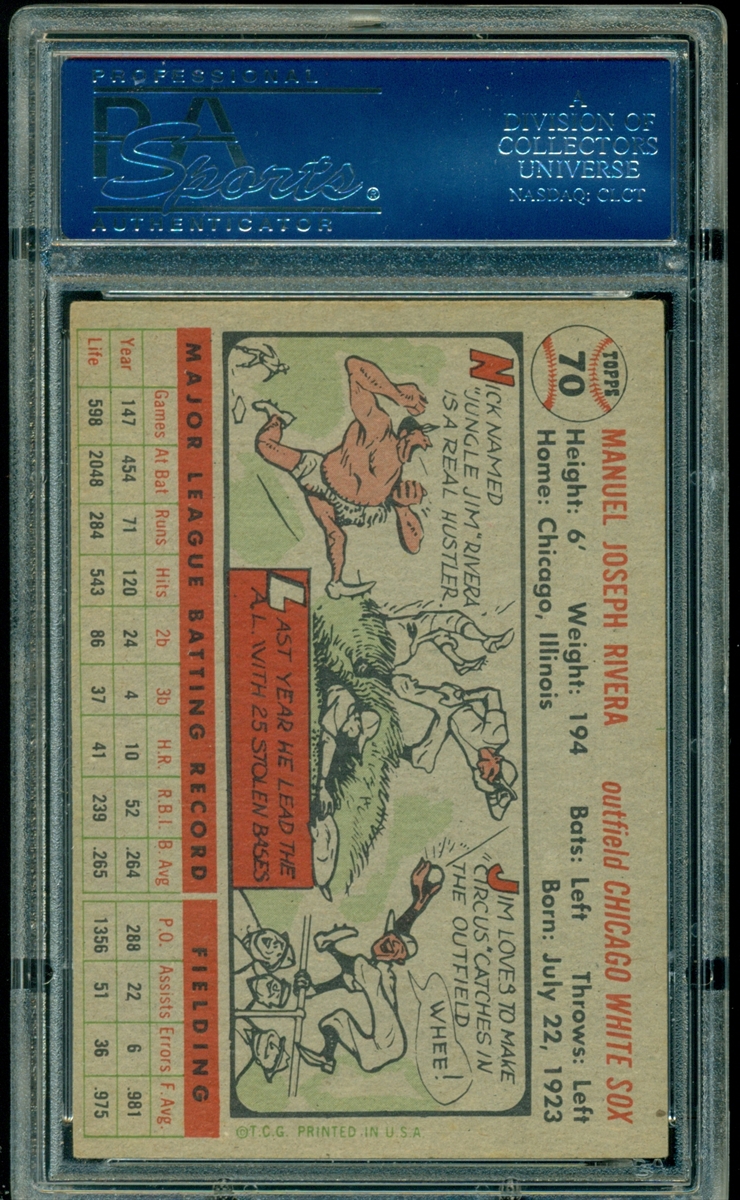 PROFESSIONAL
PSA
Sports®
AUTHENTICATOR
A
DIVISION OF
COLLECTORS
UNIVERSE
NASDAQ: CLCT
TOPPS
70
MANUEL JOSEPH RIVERA outfield CHICAGO WHITE SOX
Height: 6' Weight: 194 Bats: Left Throws: Left
Home: Chicago, Illinois Born: July 22, 1923
NICK NAMED
"JUNGLE JIM" RIVERA
IS A REAL HUSTLER.
LAST YEAR HE LEAD THE
A.L. WITH 25 STOLEN BASES
JIM LOVES TO MAKE
"CIRCUS" CATCHES IN
THE OUTFIELD
WHEE!
MAJOR LEAGUE BATTING RECORD FIELDING
Games At Bat Runs Hits 2b 3b H.R. R.B.I. B. Avg P.O. Assists Errors F. Avg.
Year 147 454 71 120 24 4 10 52 .264 288 22 6 .981
Life 598 2048 284 543 86 37 41 239 .265 1356 51 36 .975
©T.C.G. PRINTED IN U.S.A.